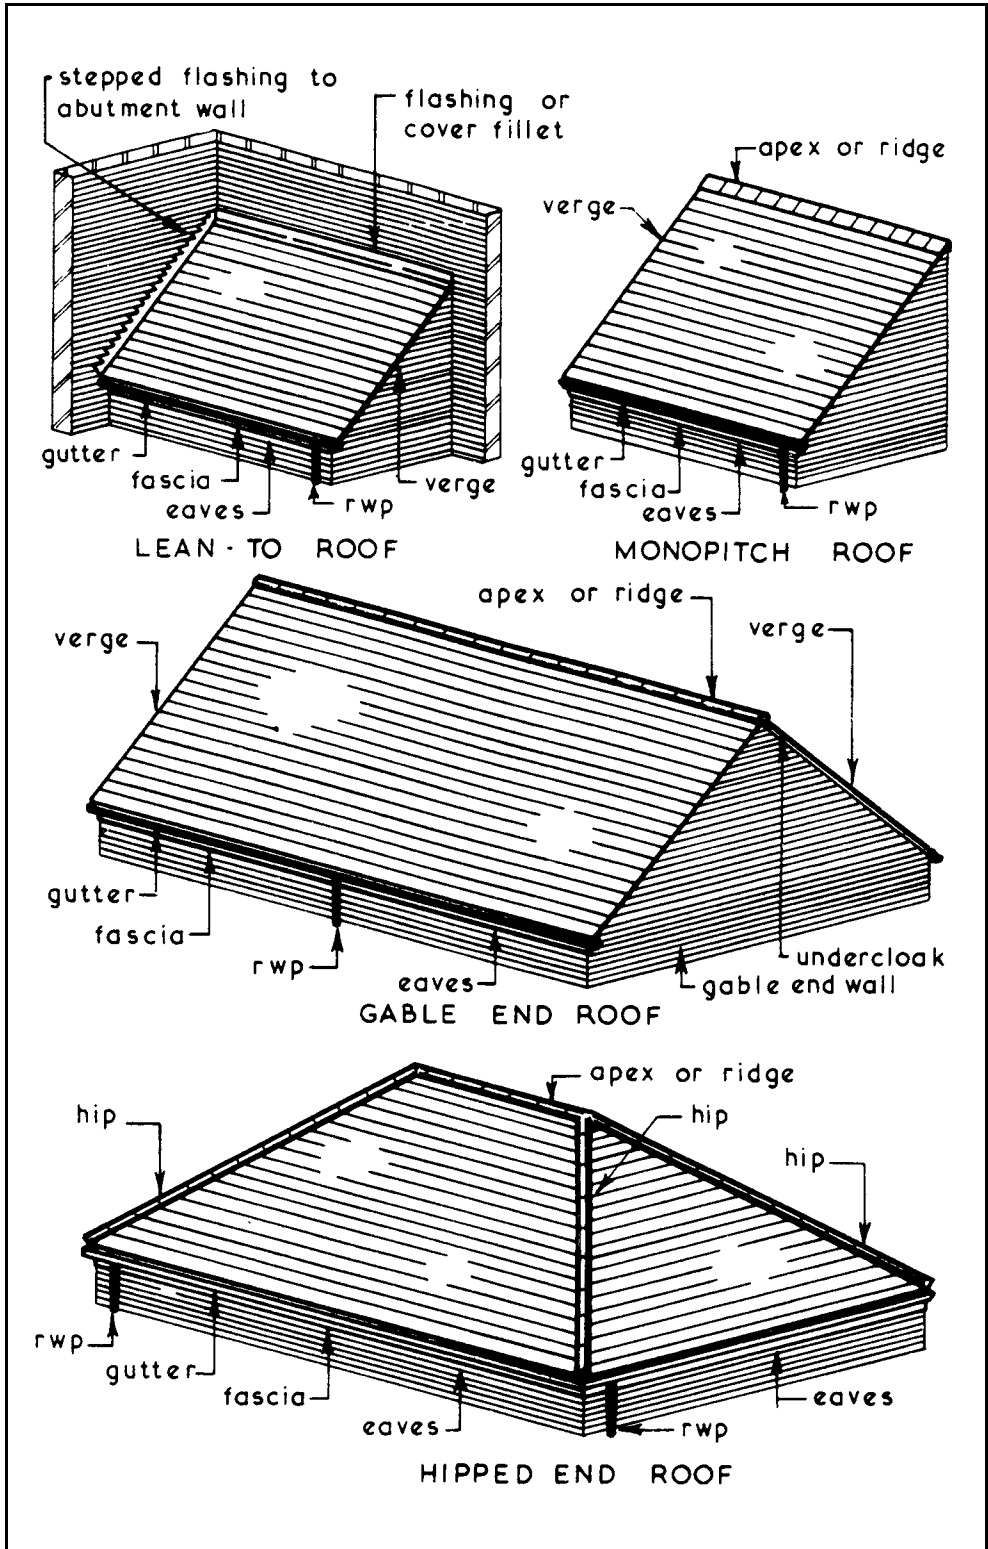 stepped flashing to
abutment wall
flashing or
cover fillet
apex or ridge
verge
gutter
fascia
eaves
rwp
verge
LEAN-TO ROOF
gutter
fascia
eaves
rwp
MONOPITCH ROOF
apex or ridge
verge
verge
gutter
fascia
rwp
eaves
undercloak
gable end wall
GABLE END ROOF
apex or ridge
hip
hip
hip
rwp
gutter
fascia
eaves
eaves
rwp
HIPPED END ROOF